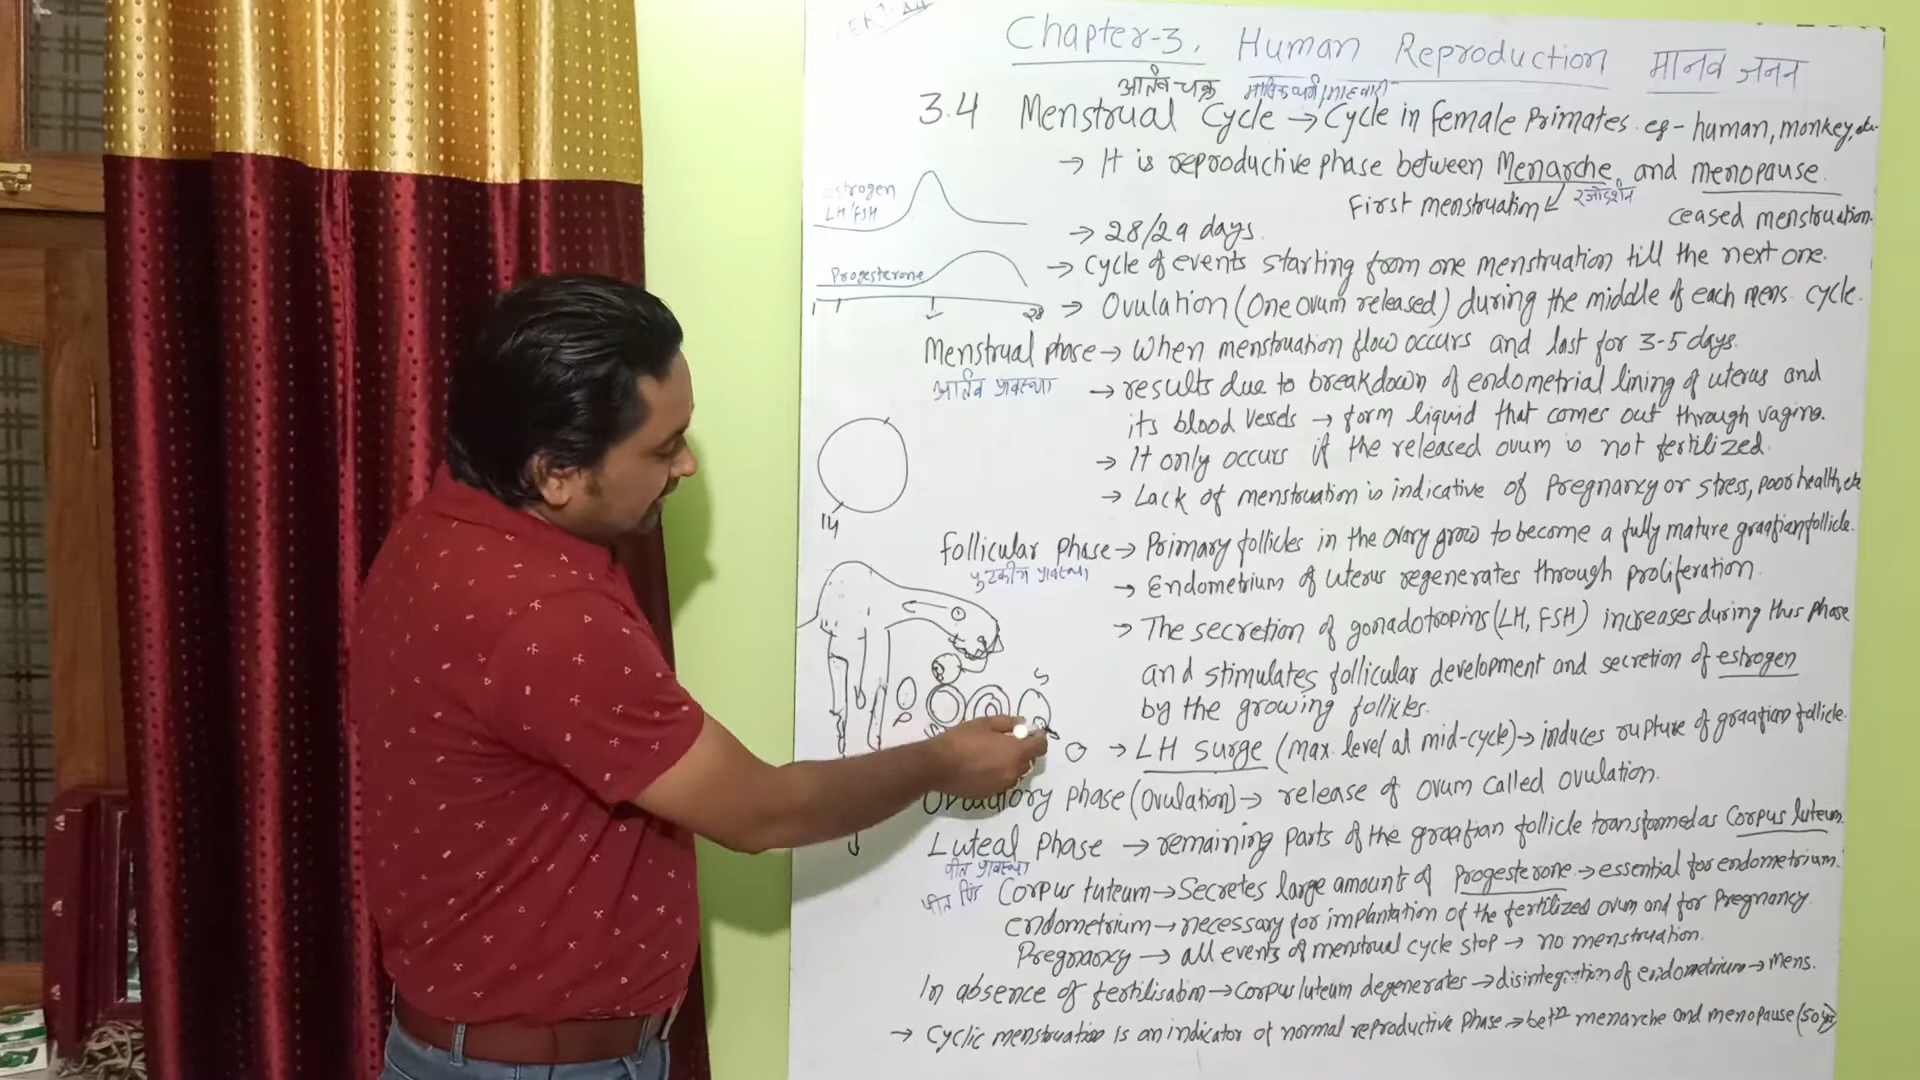 Chapter-3. Human Reproduction मानव जनन
आर्तव चक्र
3.4 Menstrual Cycle → Cycle in female Primates. eg - human, monkey, etc.
→ It is reproductive phase between Menarche and menopause.
First menstruation रजोदर्शन ceased menstruation.
estrogen
LH/FSH
→ 28/29 days.
Progesterone
→ Cycle of events starting from one menstruation till the next one.
1 28
→ Ovulation (One ovum released) during the middle of each mens. cycle.
Menstrual phase → When menstruation flow occurs and last for 3-5 days.
आर्तव प्रावस्था
→ results due to breakdown of endometrial lining of uterus and
its blood vessels → form liquid that comes out through vagina.
→ It only occurs if the released ovum is not fertilized.
→ Lack of menstruation is indicative of Pregnancy or stress, poor health, etc
14
Follicular Phase → Primary follicles in the ovary grow to become a fully mature graafian follicle.
पुटकीय प्रावस्था
→ Endometrium of uterus regenerates through proliferation.
→ The secretion of gonadotropins (LH, FSH) increases during this phase
and stimulates follicular development and secretion of estrogen
by the growing follicles.
→ LH Surge (max. level at mid-cycle) → induces rupture of graafian follicle.
Ovulatory Phase (Ovulation) → release of ovum called ovulation.
Luteal Phase → remaining parts of the graafian follicle transformed as Corpus luteum.
पीत प्रावस्था
पीत पिंड Corpus tuteum → Secretes large amounts of Progesterone → essential for endometrium.
endometrium → necessary for implantation of the fertilized ovum and for Pregnancy.
Pregnancy → all events of menstrual cycle stop → no menstruation.
In absence of fertilisation → corpus luteum degenerates → disintegration of endometrium → mens.
→ Cyclic menstruation is an indicator of normal reproductive phase → betn menarche and menopause